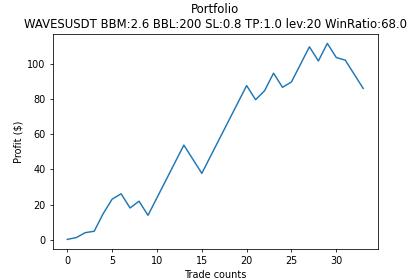 Portfolio
WAVESUSDT BBM:2.6 BBL:200 SL:0.8 TP:1.0 lev:20 WinRatio:68.0
Profit ($)
100
80
60
40
20
0
0 5 10 15 20 25 30
Trade counts